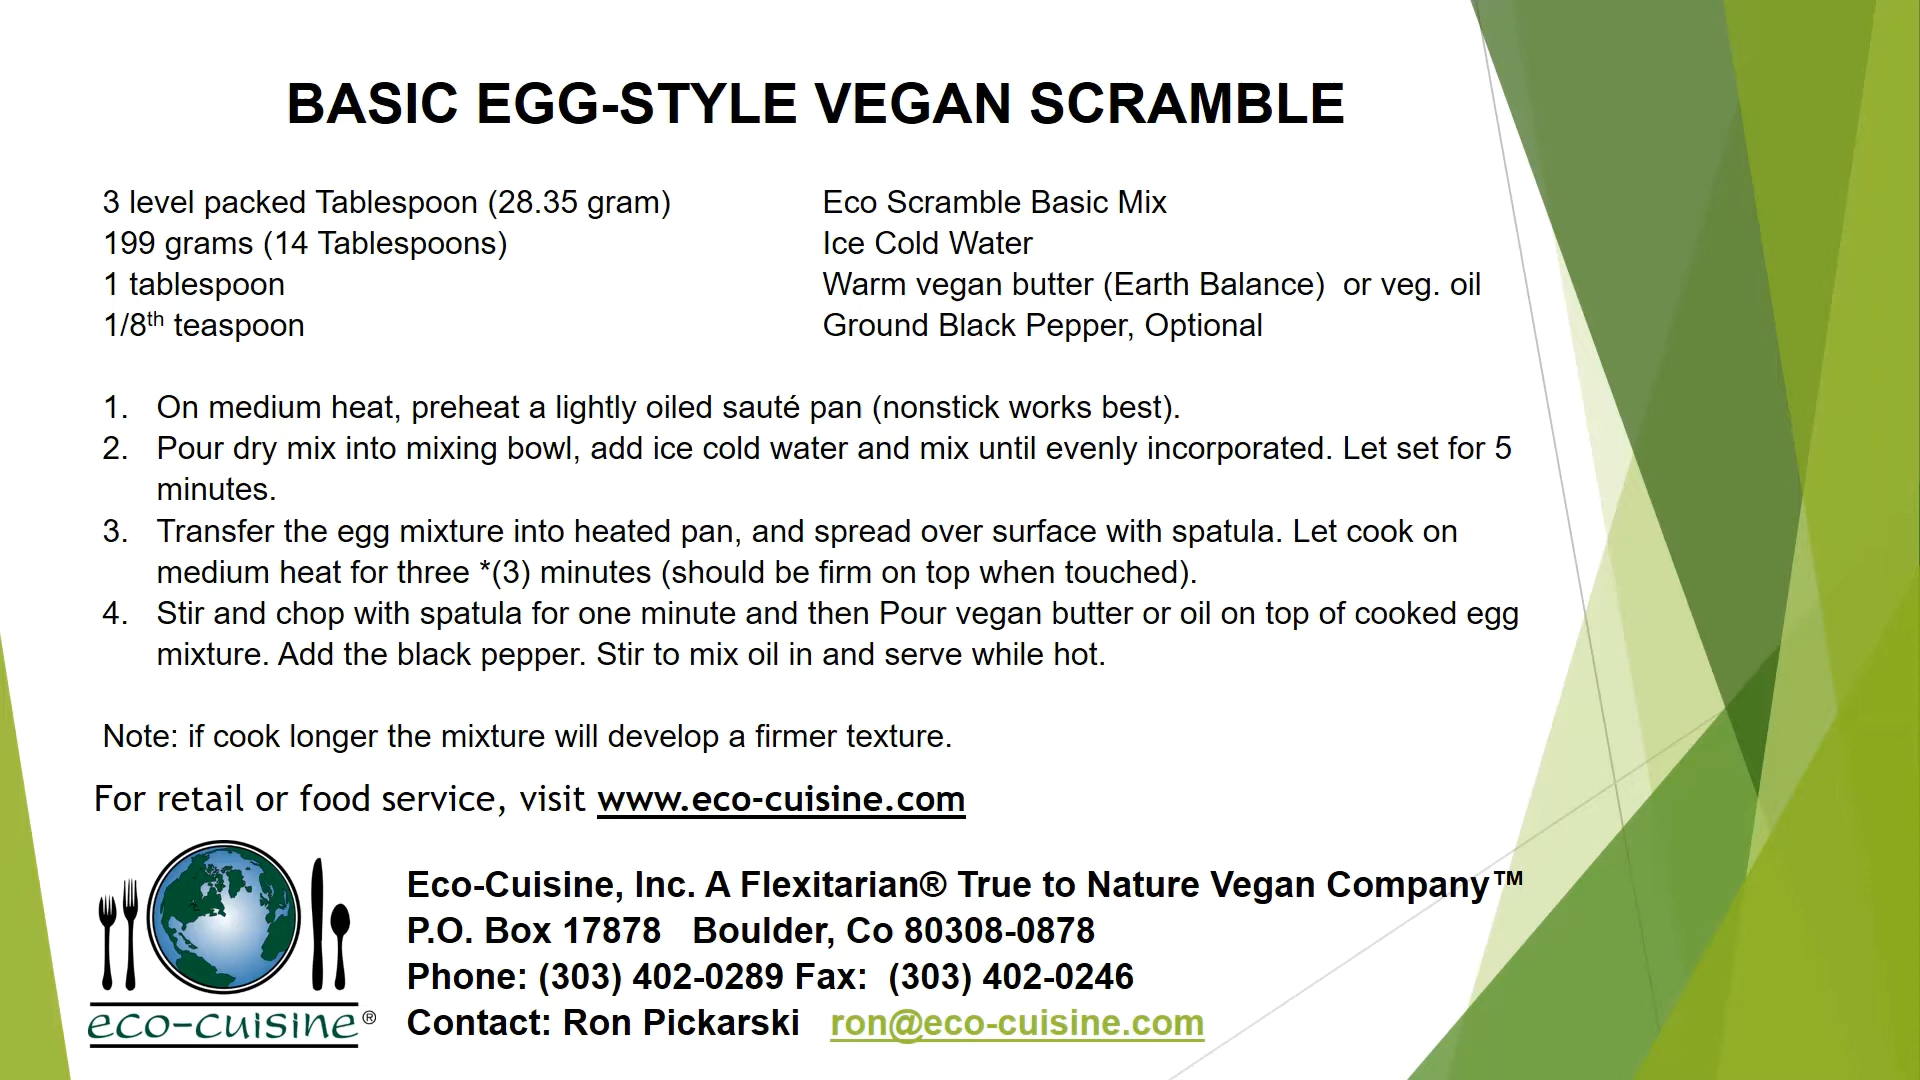 BASIC EGG-STYLE VEGAN SCRAMBLE
3 level packed Tablespoon (28.35 gram) Eco Scramble Basic Mix
199 grams (14 Tablespoons) Ice Cold Water
1 tablespoon Warm vegan butter (Earth Balance)  or veg. oil
1/8th teaspoon Ground Black Pepper, Optional
1. On medium heat, preheat a lightly oiled sauté pan (nonstick works best).
2. Pour dry mix into mixing bowl, add ice cold water and mix until evenly incorporated. Let set for 5
minutes.
3. Transfer the egg mixture into heated pan, and spread over surface with spatula. Let cook on
medium heat for three *(3) minutes (should be firm on top when touched).
4. Stir and chop with spatula for one minute and then Pour vegan butter or oil on top of cooked egg
mixture. Add the black pepper. Stir to mix oil in and serve while hot.
Note: if cook longer the mixture will develop a firmer texture.
For retail or food service, visit www.eco-cuisine.com
eco-cuisine®
Eco-Cuisine, Inc. A Flexitarian® True to Nature Vegan Company™
P.O. Box 17878   Boulder, Co 80308-0878
Phone: (303) 402-0289 Fax:  (303) 402-0246
Contact: Ron Pickarski   ron@eco-cuisine.com